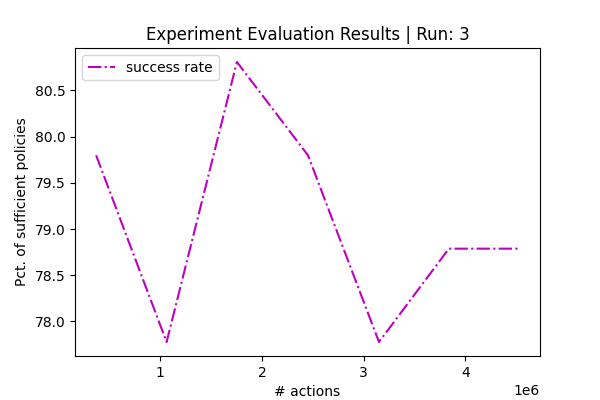 Experiment Evaluation Results | Run: 3
success rate
Pct. of sufficient policies
80.5
80.0
79.5
79.0
78.5
78.0
1 2 3 4
1e6
# actions